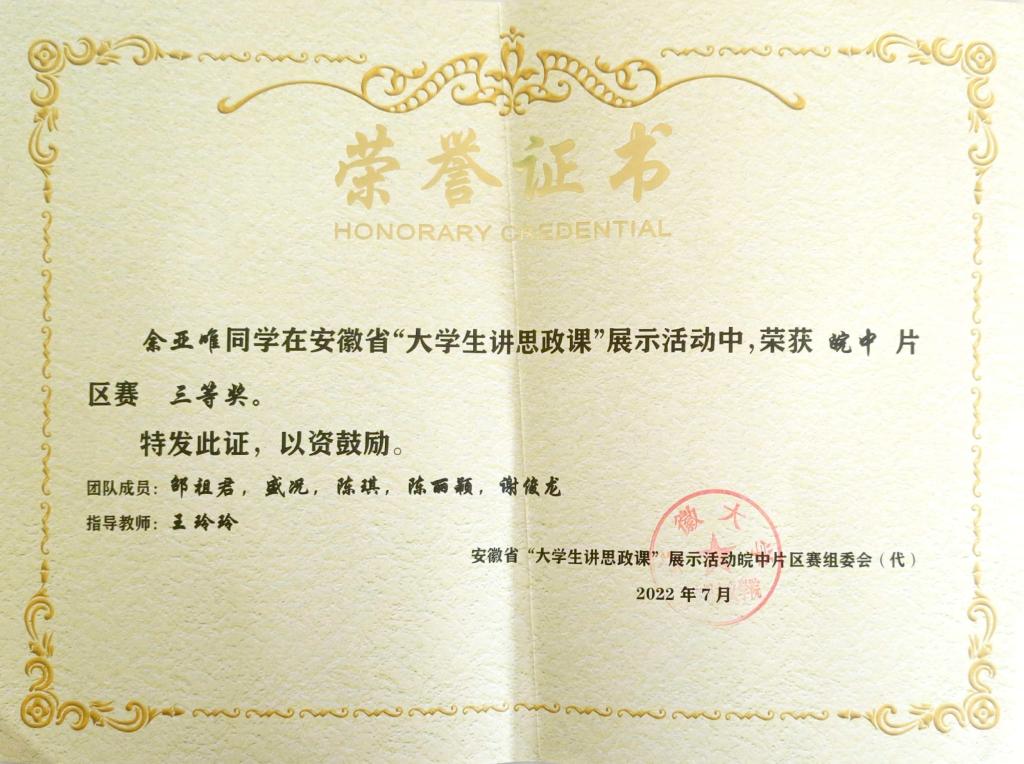 荣誉证书
HONORARY CREDENTIAL
余亚唯同学在安徽省“大学生讲思政课”展示活动中,荣获 皖中 片
区赛 三等奖。
特发此证，以资鼓励。
团队成员：邹祖君，盛况，陈琪，陈丽颖，谢俊龙
指导教师：王玲玲
徽大学
安徽省“大学生讲思政课”展示活动皖中片区赛组委会（代）
2022年7月